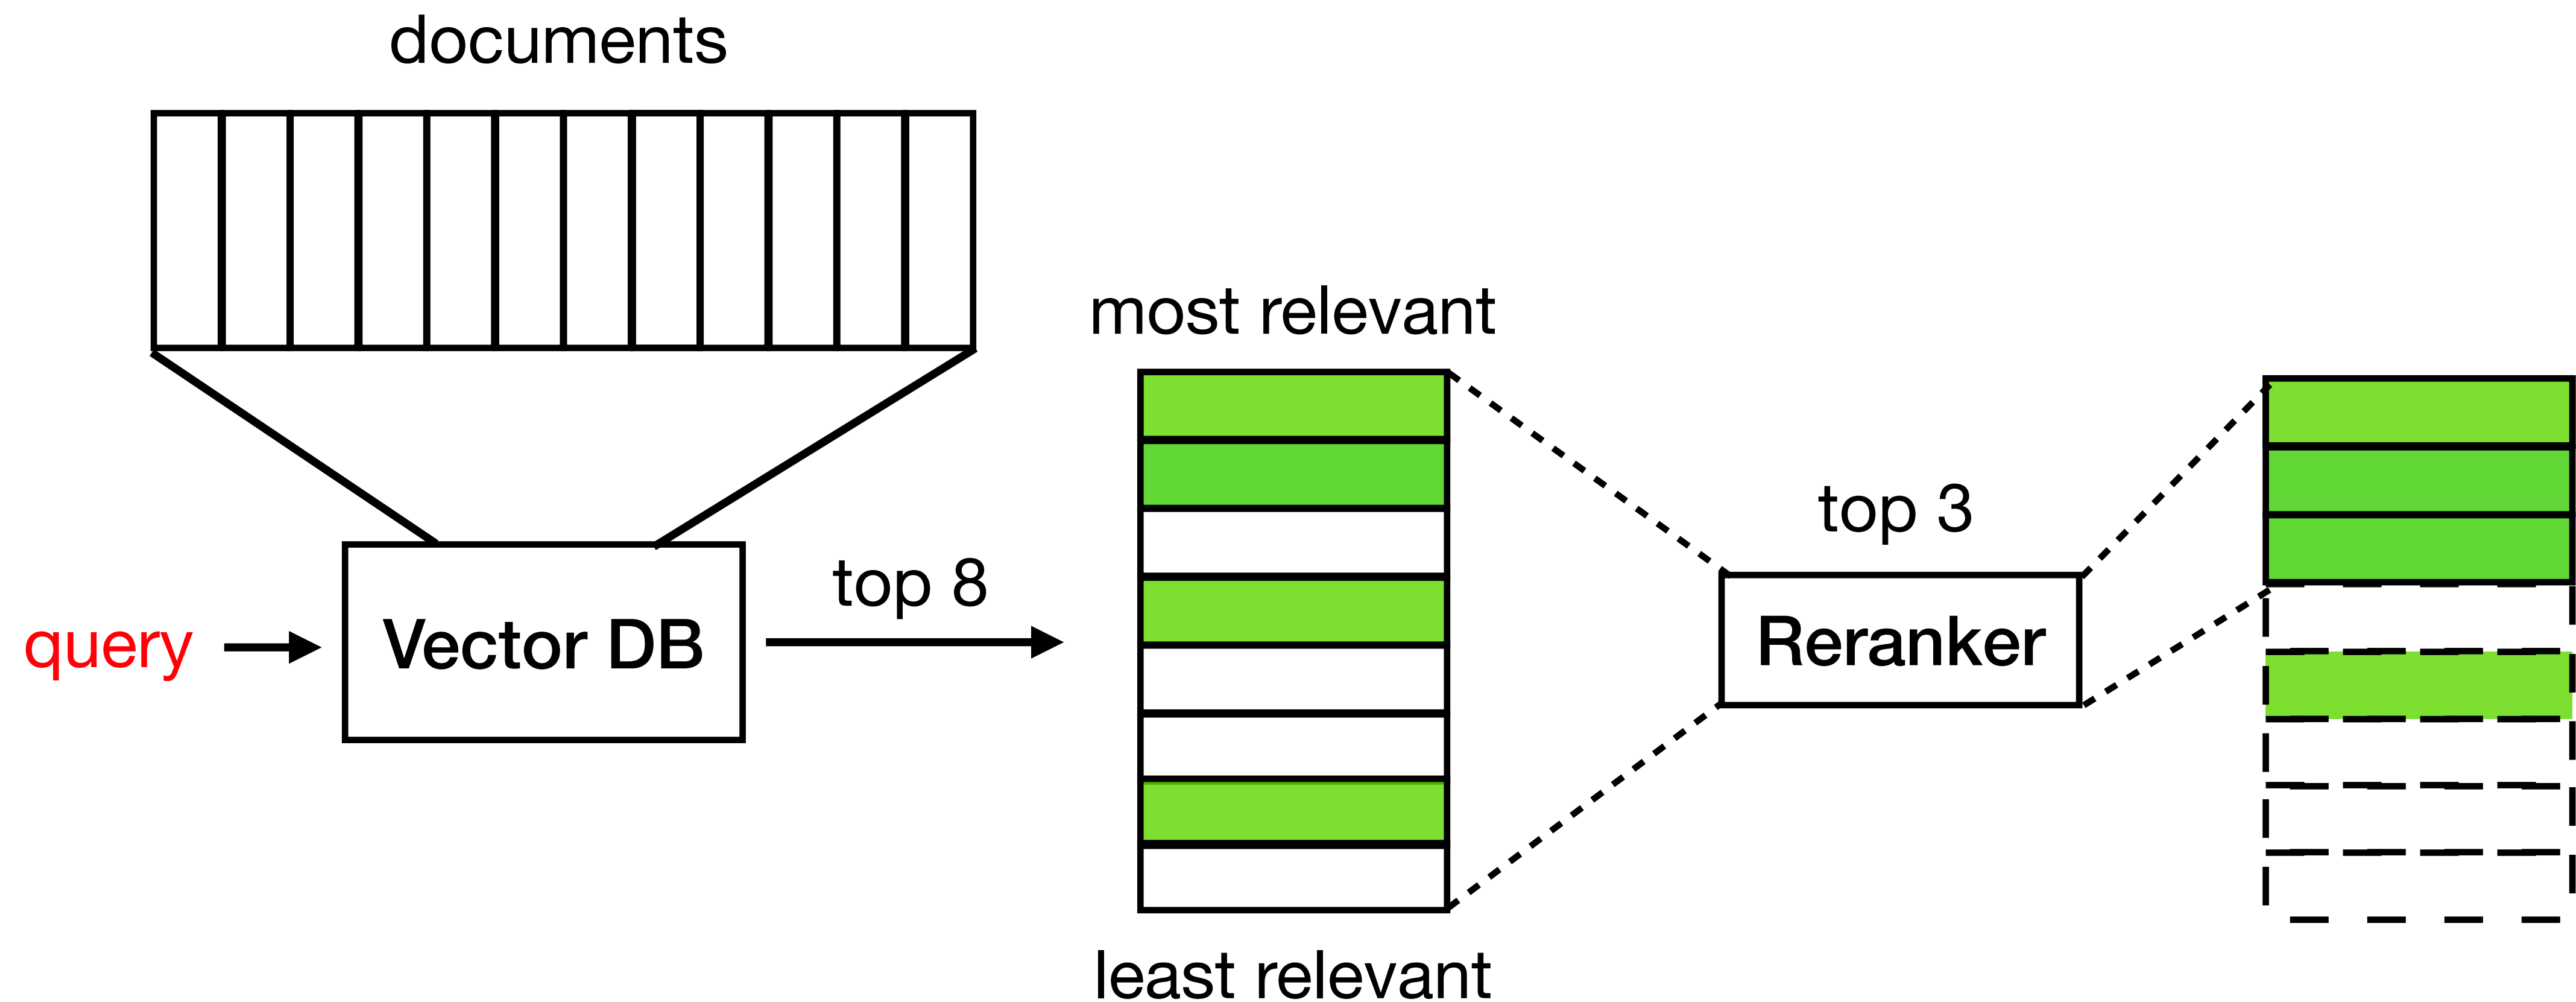 documents
most relevant
top 3
top 8
query
Vector DB
Reranker
least relevant